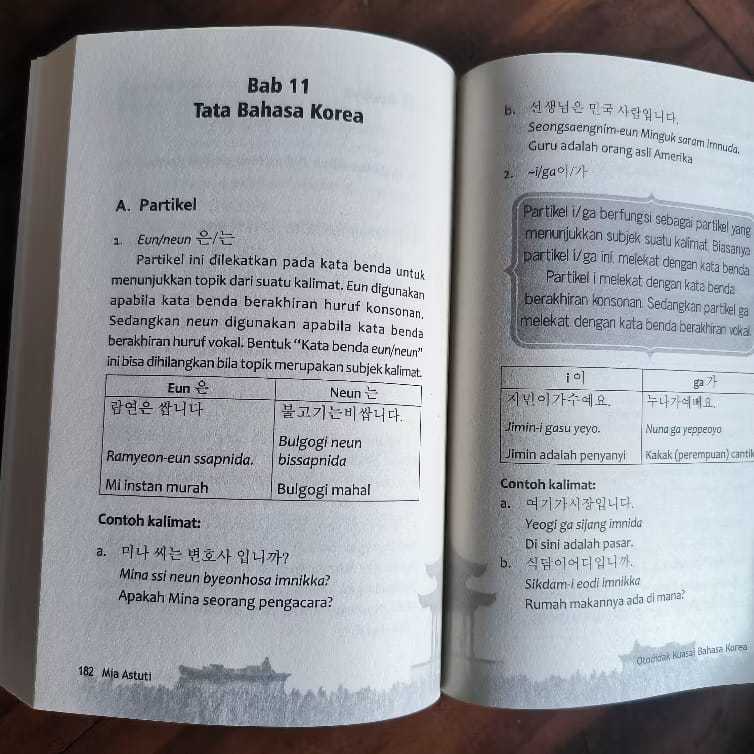 Bab 11
Tata Bahasa Korea
A. Partikel
1. Eun/neun 은/는
Partikel ini dilekatkan pada kata benda untuk
menunjukkan topik dari suatu kalimat. Eun digunakan
apabila kata benda berakhiran huruf konsonan.
Sedangkan neun digunakan apabila kata benda
berakhiran huruf vokal. Bentuk “Kata benda eun/neun”
ini bisa dihilangkan bila topik merupakan subjek kalimat.
Eun 은 Neun 는
람연은 쌉니다 불고기는비쌉니다.
Ramyeon-eun ssapnida. Bulgogi neun
bissapnida
Mi instan murah Bulgogi mahal
Contoh kalimat:
a. 미나 씨는 변호사 입니까?
Mina ssi neun byeonhosa imnikka?
Apakah Mina seorang pengacara?
182 Mia Astuti
b. 선생님은 민국 사람입니다.
Seongsaengnim-eun Minguk saram imnuda.
Guru adalah orang asli Amerika
2. ~i/ga이/가
Partikel i/ga berfungsi sebagai partikel yang
menunjukkan subjek suatu kalimat. Biasanya
partikel i/ga ini melekat dengan kata benda.
Partikel i melekat dengan kata benda
berakhiran konsonan. Sedangkan partikel ga
melekat dengan kata benda berakhiran vokal.
i 이 ga 가
지민이가수예요. 누나가예뻐요.
Jimin-i gasu yeyo. Nuna ga yeppeoyo
Jimin adalah penyanyi Kakak (perempuan) cantik
Contoh kalimat:
a. 여기가시장입니다.
Yeogi ga sijang imnida
Di sini adalah pasar.
b. 식담이어디입니까.
Sikdam-i eodi imnikka
Rumah makannya ada di mana?
Otodidak Kuasai Bahasa Korea